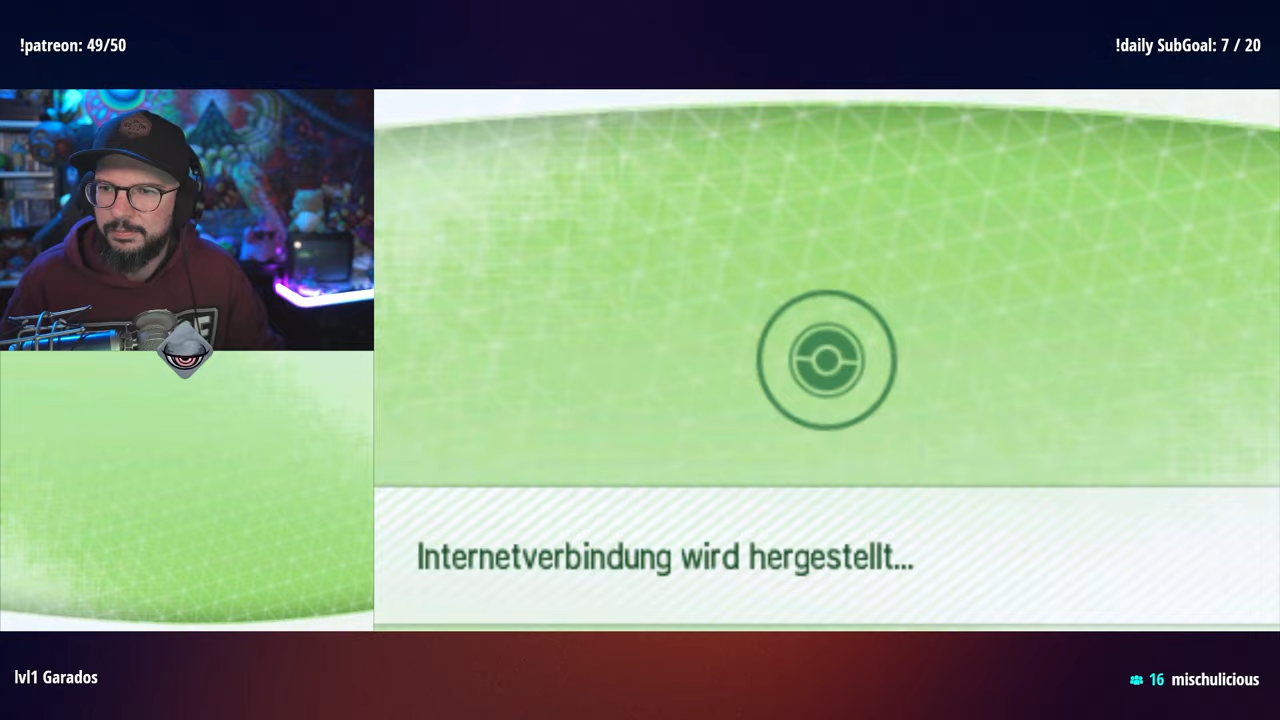 !patreon: 49/50
!daily SubGoal: 7 / 20
Internetverbindung wird hergestellt...
lvl1 Garados
16 mischulicious